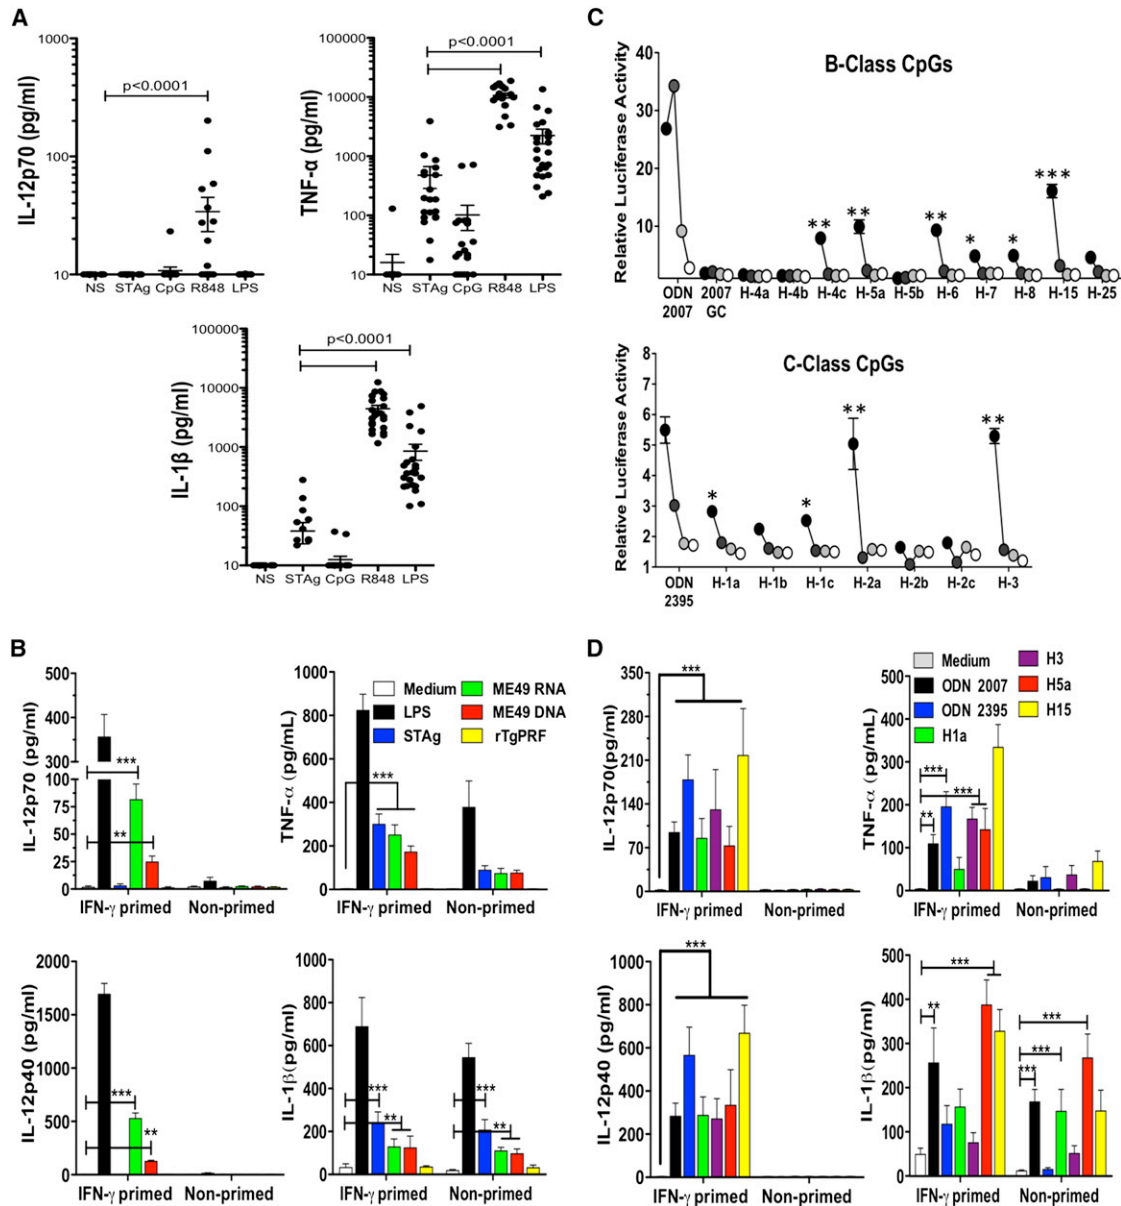 A
IL-12p70 (pg/ml)
1000
100
10
p<0.0001
NS STAg CpG R848 LPS
TNF-α (pg/ml)
100000
10000
1000
100
10
p<0.0001
NS STAg CpG R848 LPS
IL-1β (pg/ml)
100000
10000
1000
100
10
p<0.0001
NS STAg CpG R848 LPS
C
B-Class CpGs
Relative Luciferase Activity
40
30
20
10
** ** ** * * ***
ODN 2007 H-4a H-4b H-4c H-5a H-5b H-6 H-7 H-8 H-15 H-25
2007 GC
C-Class CpGs
Relative Luciferase Activity
8
7
6
5
4
3
2
1
* * ** **
ODN H-1a H-1b H-1c H-2a H-2b H-2c H-3
2395
B
IL-12p70 (pg/ml)
500
400
300
100
75
50
25
0
***
**
IFN-γ primed Non-primed
TNF-α (pg/mL)
1000
800
600
400
200
0
***
Medium ME49 RNA
LPS ME49 DNA
STAg rTgPRF
IFN-γ primed Non-primed
IL-12p40 (pg/ml)
2000
1500
1000
500
0
***
**
IFN-γ primed Non-primed
IL-1β(pg/ml)
1000
800
600
400
200
0
*** ***
** **
IFN-γ primed Non-primed
D
IL-12p70(pg/ml)
350
280
210
140
70
0
***
IFN-γ primed Non-primed
Medium H3
ODN 2007 H5a
ODN 2395 H15
H1a
TNF-α (pg/mL)
500
400
300
200
100
0
***
***
**
IFN-γ primed Non-primed
IL-12p40 (pg/ml)
1000
800
600
400
200
0
***
IFN-γ primed Non-primed
IL-1β (pg/ml)
500
400
300
200
100
0
***
**
***
***
***
IFN-γ primed Non-primed